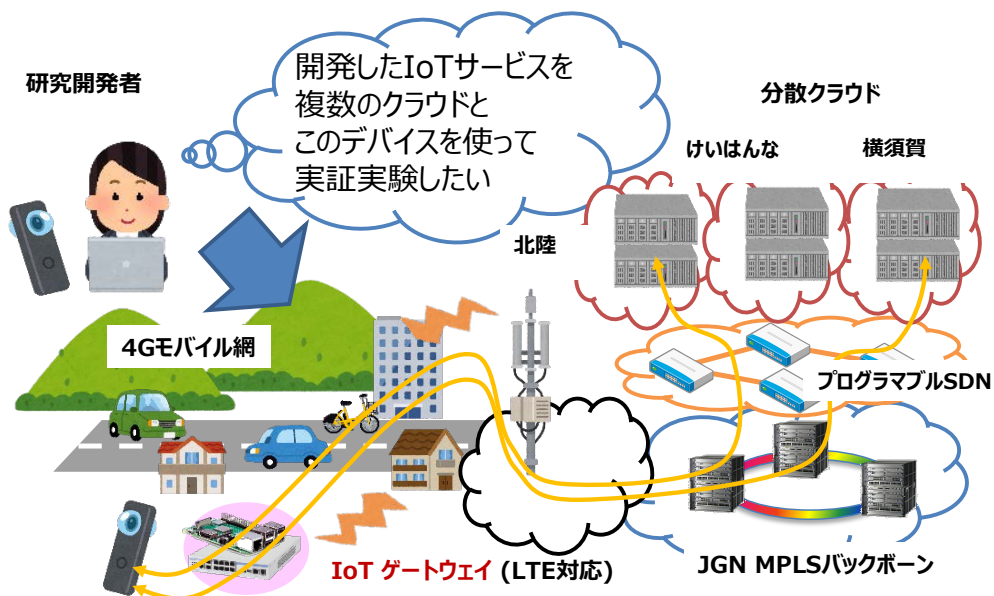 研究開発者
開発したIoTサービスを
複数のクラウドと
このデバイスを使って
実証実験したい
分散クラウド
けいはんな
横須賀
北陸
4Gモバイル網
プログラマブルSDN
IoT ゲートウェイ (LTE対応)
JGN MPLSバックボーン